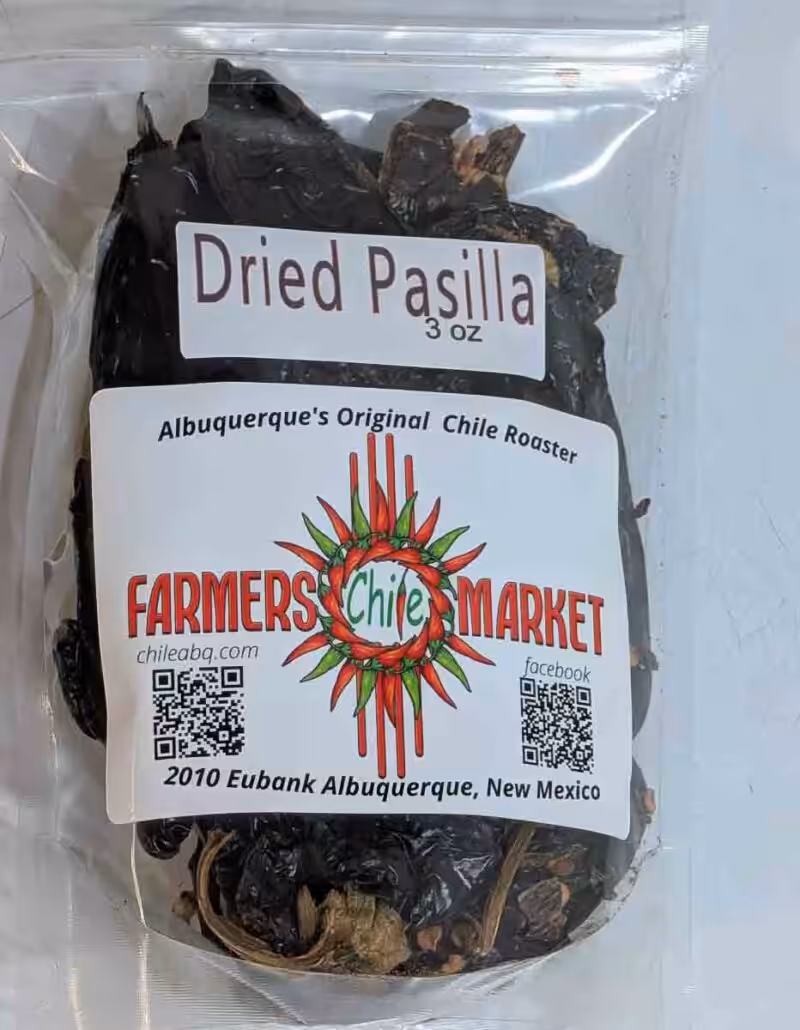 Dried Pasilla
3 oz
Albuquerque's Original Chile Roaster
FARMERS Chile MARKET
chileabq.com
facebook
2010 Eubank Albuquerque, New Mexico